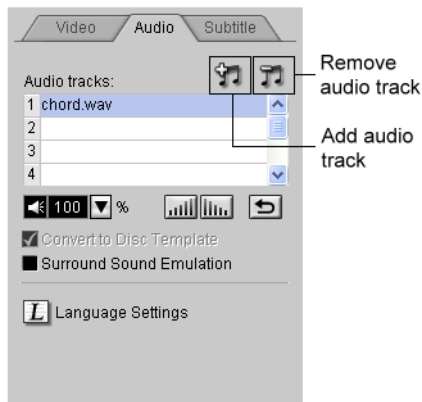 Video Audio Subtitle
Audio tracks:
Remove
audio track
1 chord.wav
2
3
4
Add audio
track
100 %
Convert to Disc Template
Surround Sound Emulation
L Language Settings